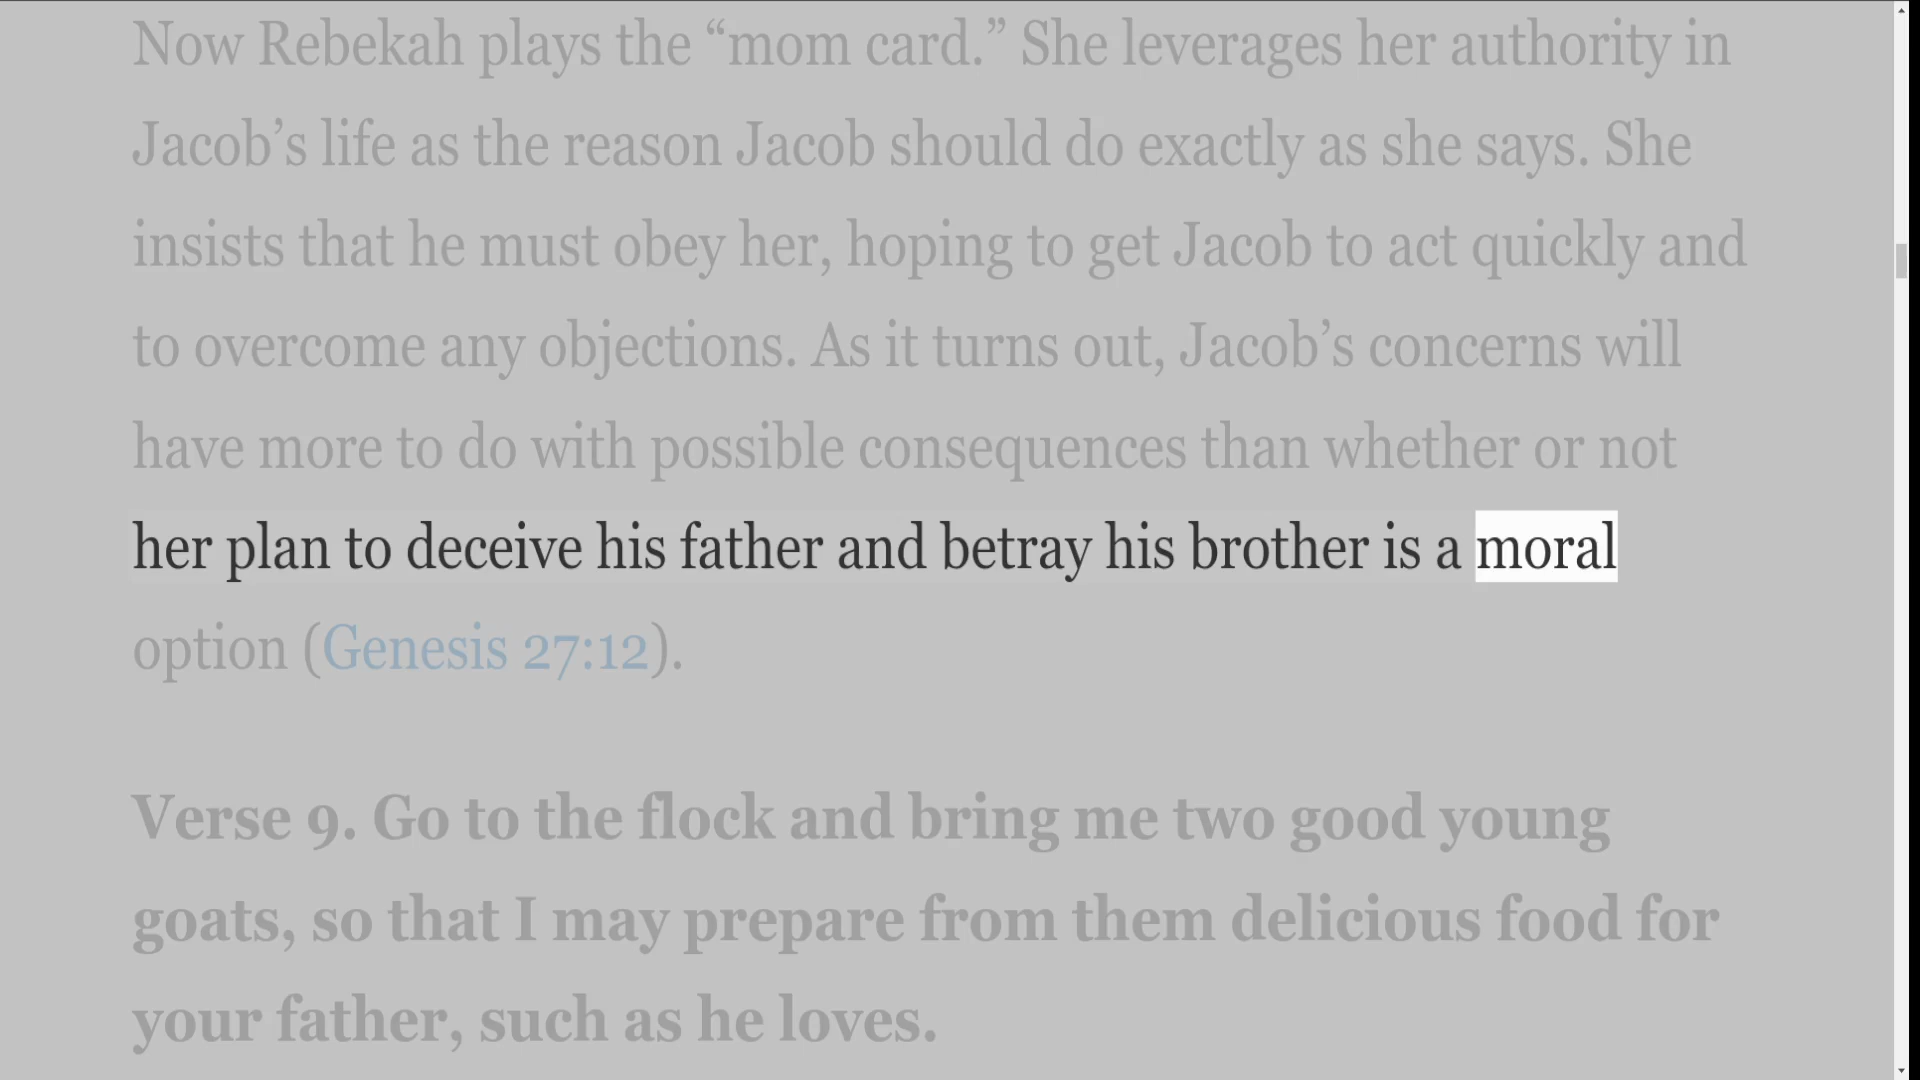 Now Rebekah plays the “mom card.” She leverages her authority in
Jacob’s life as the reason Jacob should do exactly as she says. She
insists that he must obey her, hoping to get Jacob to act quickly and
to overcome any objections. As it turns out, Jacob’s concerns will
have more to do with possible consequences than whether or not
her plan to deceive his father and betray his brother is a moral
option (Genesis 27:12).
Verse 9. Go to the flock and bring me two good young
goats, so that I may prepare from them delicious food for
your father, such as he loves.